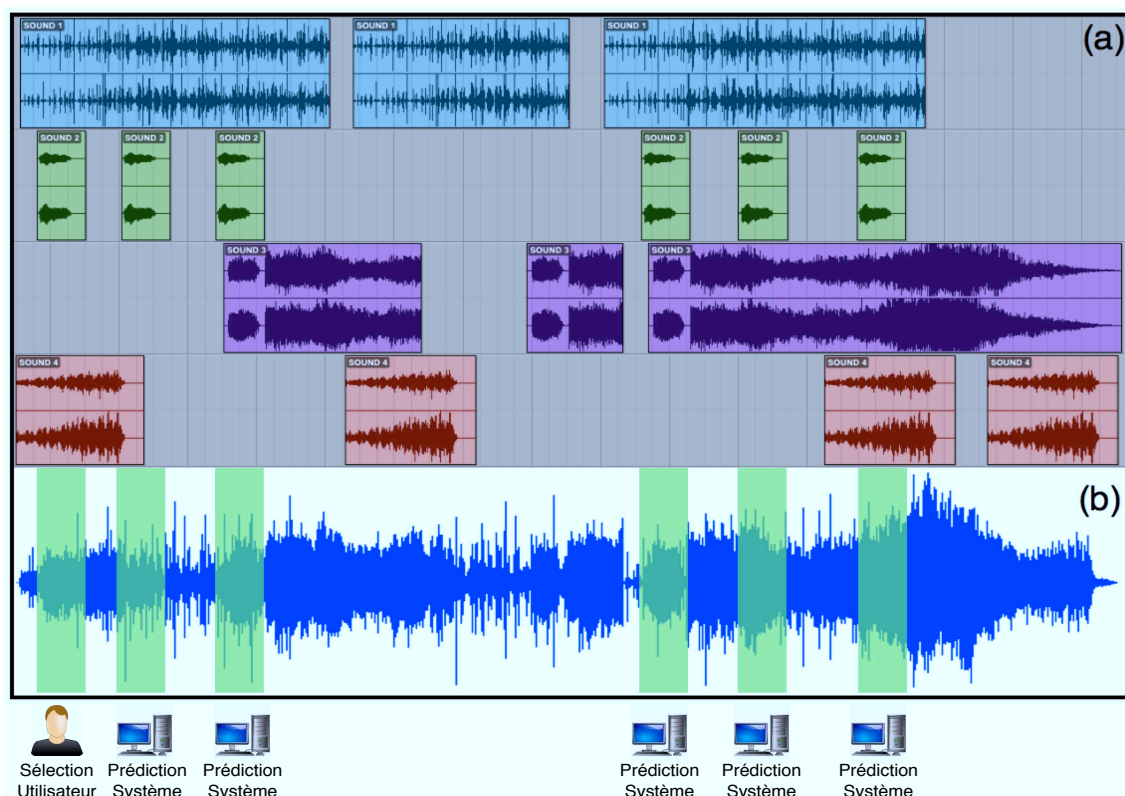 SOUND 1 SOUND 1 SOUND 1
(a)
SOUND 2 SOUND 2 SOUND 2 SOUND 2 SOUND 2 SOUND 2
SOUND 3 SOUND 3 SOUND 3
SOUND 4 SOUND 4 SOUND 4 SOUND 4
(b)
Sélection Prédiction Prédiction Prédiction Prédiction Prédiction
Utilisateur Système Système Système Système Système